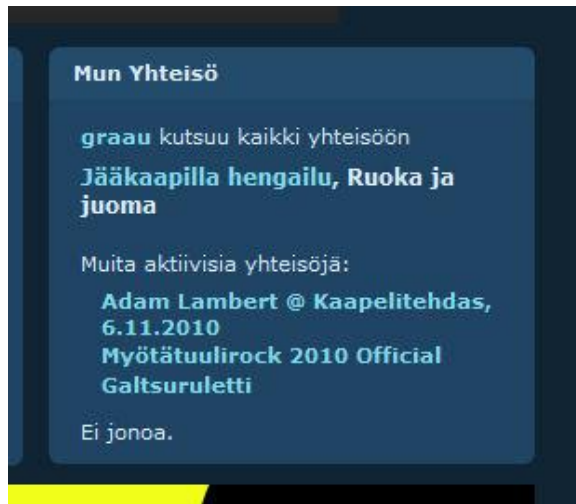 Mun Yhteisö
graau kutsuu kaikki yhteisöön
Jääkaapilla hengailu, Ruoka ja
juoma
Muita aktiivisia yhteisöjä:
Adam Lambert @ Kaapelitehdas,
6.11.2010
Myötätuulirock 2010 Official
Galtsuruletti
Ei jonoa.